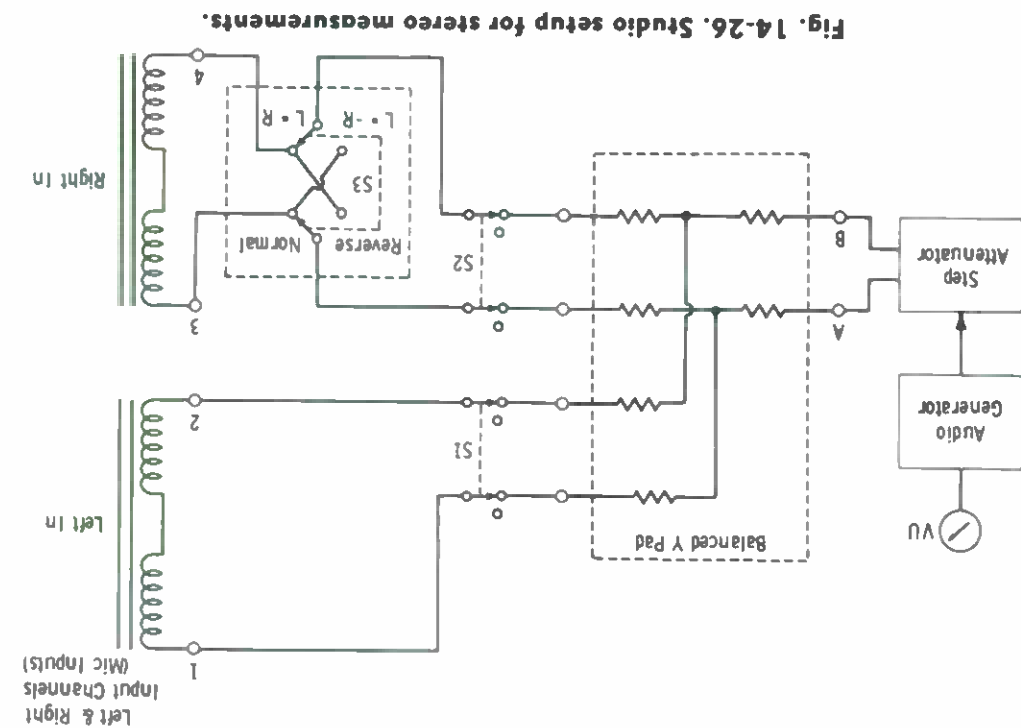 Left & Right
Input Channels
(Mic Inputs)
1
Balanced Y Pad
VU
Left In
Audio
Generator
S1
2
3
A
Step
Attenuator
S2
Reverse
Normal
B
S3
Right In
L = -R
L = R
4
Fig. 14-26. Studio setup for stereo measurements.